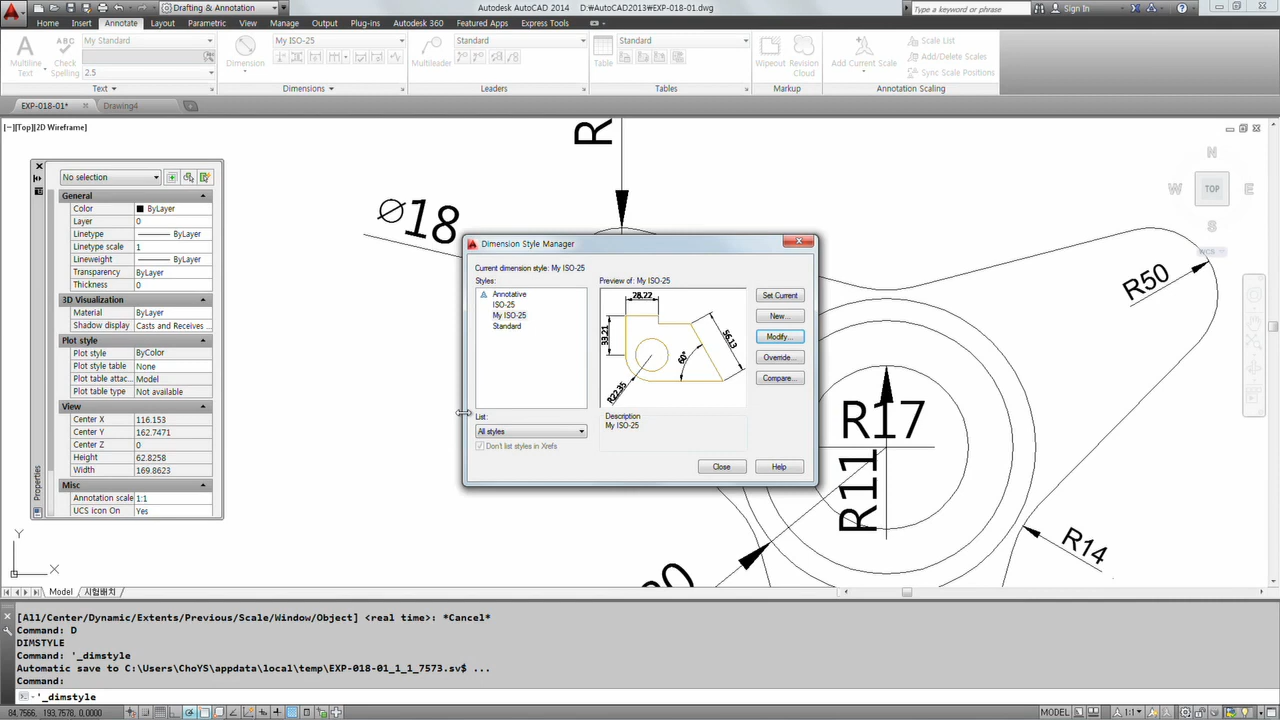 Drafting & Annotation
Autodesk AutoCAD 2014 D:₩AutoCAD2013₩EXP-018-01.dwg
Type a keyword or phrase
Sign In
Home Insert Annotate Layout Parametric View Manage Output Plug-ins Autodesk 360 Featured Apps Express Tools
Multiline Text
ABC
Check Spelling
My Standard
2.5
Dimension
My ISO-25
Multileader
Standard
Table
Standard
Wipeout
Revision Cloud
Add Current Scale
Scale List
Add/Delete Scales
Sync Scale Positions
Text Dimensions Leaders Tables Markup Annotation Scaling
EXP-018-01* Drawing4
[−][Top][2D Wireframe]
No selection
General
Color ByLayer
Layer 0
Linetype ByLayer
Linetype scale 1
Lineweight ByLayer
Transparency ByLayer
Thickness 0
3D Visualization
Material ByLayer
Shadow display Casts and Receives ...
Plot style
Plot style ByColor
Plot style table None
Plot table attac... Model
Plot table type Not available
View
Center X 116.153
Center Y 162.7471
Center Z 0
Height 62.8258
Width 169.8623
Misc
Annotation scale 1:1
UCS icon On Yes
Properties
R
Ø18
N
W TOP E
S
WCS
R50
R17
R11
R14
Dimension Style Manager
Current dimension style: My ISO-25
Styles:
Annotative
ISO-25
My ISO-25
Standard
Preview of: My ISO-25
28.22
33.21
56.13
60°
R22.35
Set Current
New...
Modify...
Override...
Compare...
List:
All styles
Don't list styles in Xrefs
Description
My ISO-25
Close Help
Y
X
Model 시험배치
[All/Center/Dynamic/Extents/Previous/Scale/Window/Object] <real time>: *Cancel*
Command: D
DIMSTYLE
Command: '_dimstyle
Automatic save to C:\Users\ChoYS\appdata\local\temp\EXP-018-01_1_1_7573.sv$ ...
Command:
'_dimstyle
84.7566, 193.7578, 0.0000
MODEL
1:1